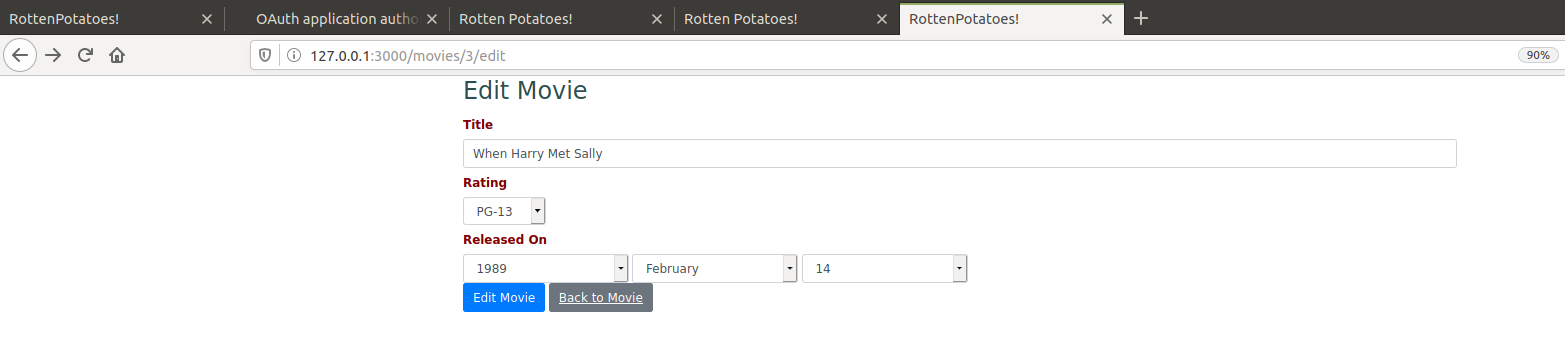 RottenPotatoes!
OAuth application autho
Rotten Potatoes!
Rotten Potatoes!
RottenPotatoes!
127.0.0.1:3000/movies/3/edit
90%
Edit Movie
Title
When Harry Met Sally
Rating
PG-13
Released On
1989 February 14
Edit Movie Back to Movie